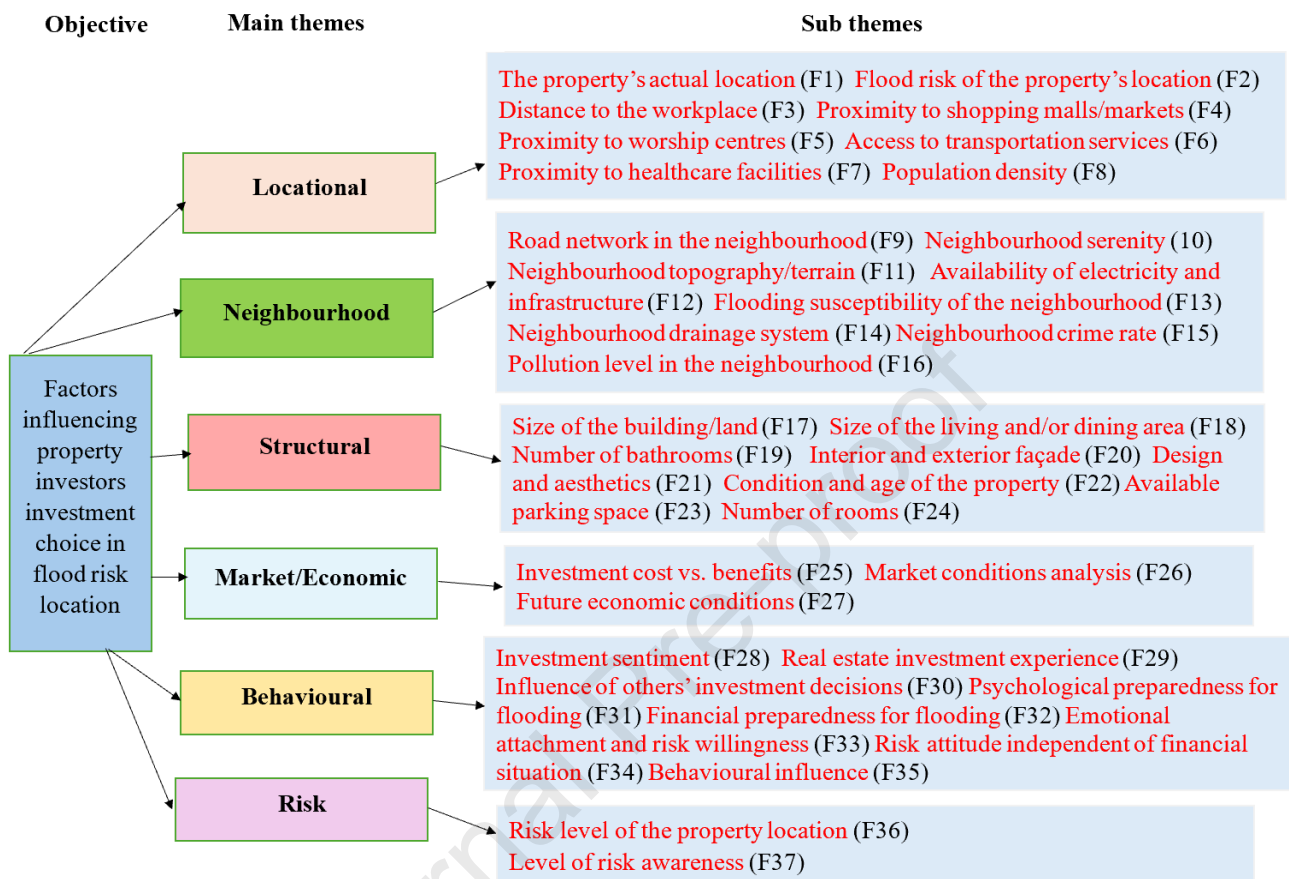 Objective
Main themes
Sub themes
Factors
influencing
property
investors
investment
choice in
flood risk
location
Locational
The property’s actual location (F1) Flood risk of the property’s location (F2)
Distance to the workplace (F3) Proximity to shopping malls/markets (F4)
Proximity to worship centres (F5) Access to transportation services (F6)
Proximity to healthcare facilities (F7) Population density (F8)
Neighbourhood
Road network in the neighbourhood (F9) Neighbourhood serenity (10)
Neighbourhood topography/terrain (F11) Availability of electricity and
infrastructure (F12) Flooding susceptibility of the neighbourhood (F13)
Neighbourhood drainage system (F14) Neighbourhood crime rate (F15)
Pollution level in the neighbourhood (F16)
Structural
Size of the building/land (F17) Size of the living and/or dining area (F18)
Number of bathrooms (F19) Interior and exterior façade (F20) Design
and aesthetics (F21) Condition and age of the property (F22) Available
parking space (F23) Number of rooms (F24)
Market/Economic
Investment cost vs. benefits (F25) Market conditions analysis (F26)
Future economic conditions (F27)
Behavioural
Investment sentiment (F28) Real estate investment experience (F29)
Influence of others’ investment decisions (F30) Psychological preparedness for
flooding (F31) Financial preparedness for flooding (F32) Emotional
attachment and risk willingness (F33) Risk attitude independent of financial
situation (F34) Behavioural influence (F35)
Risk
Risk level of the property location (F36)
Level of risk awareness (F37)
rnal Pre-proof